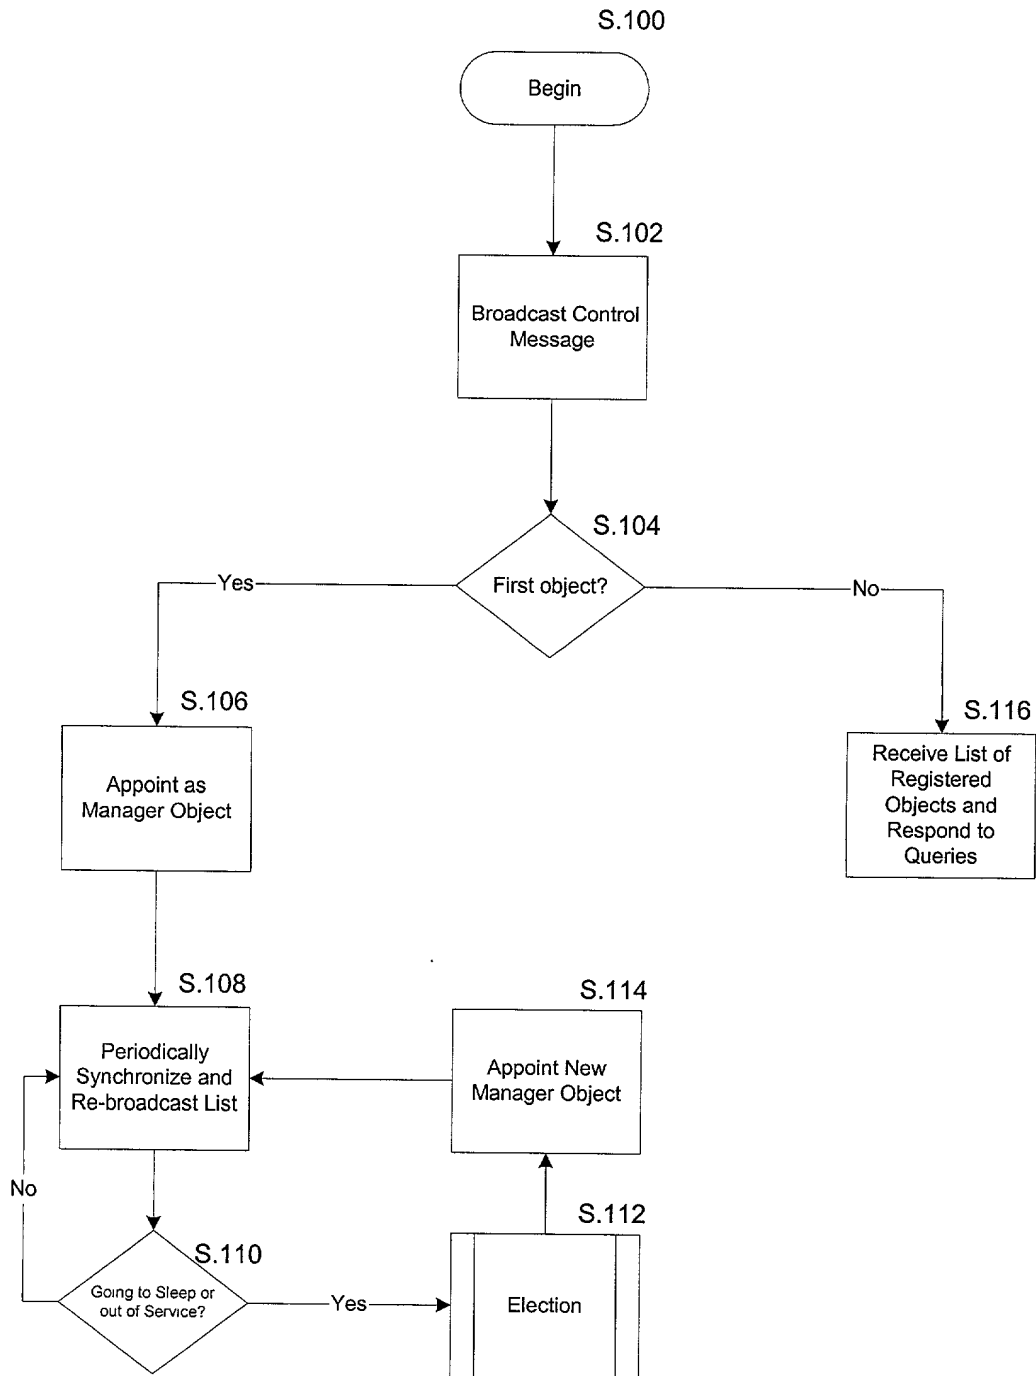 S.100
Begin
S.102
Broadcast Control
Message
S.104
First object?
Yes
No
S.106
Appoint as
Manager Object
S.116
Receive List of
Registered
Objects and
Respond to
Queries
S.108
Periodically
Synchronize and
Re-broadcast List
S.114
Appoint New
Manager Object
No
S.110
Going to Sleep or
out of Service?
Yes
S.112
Election